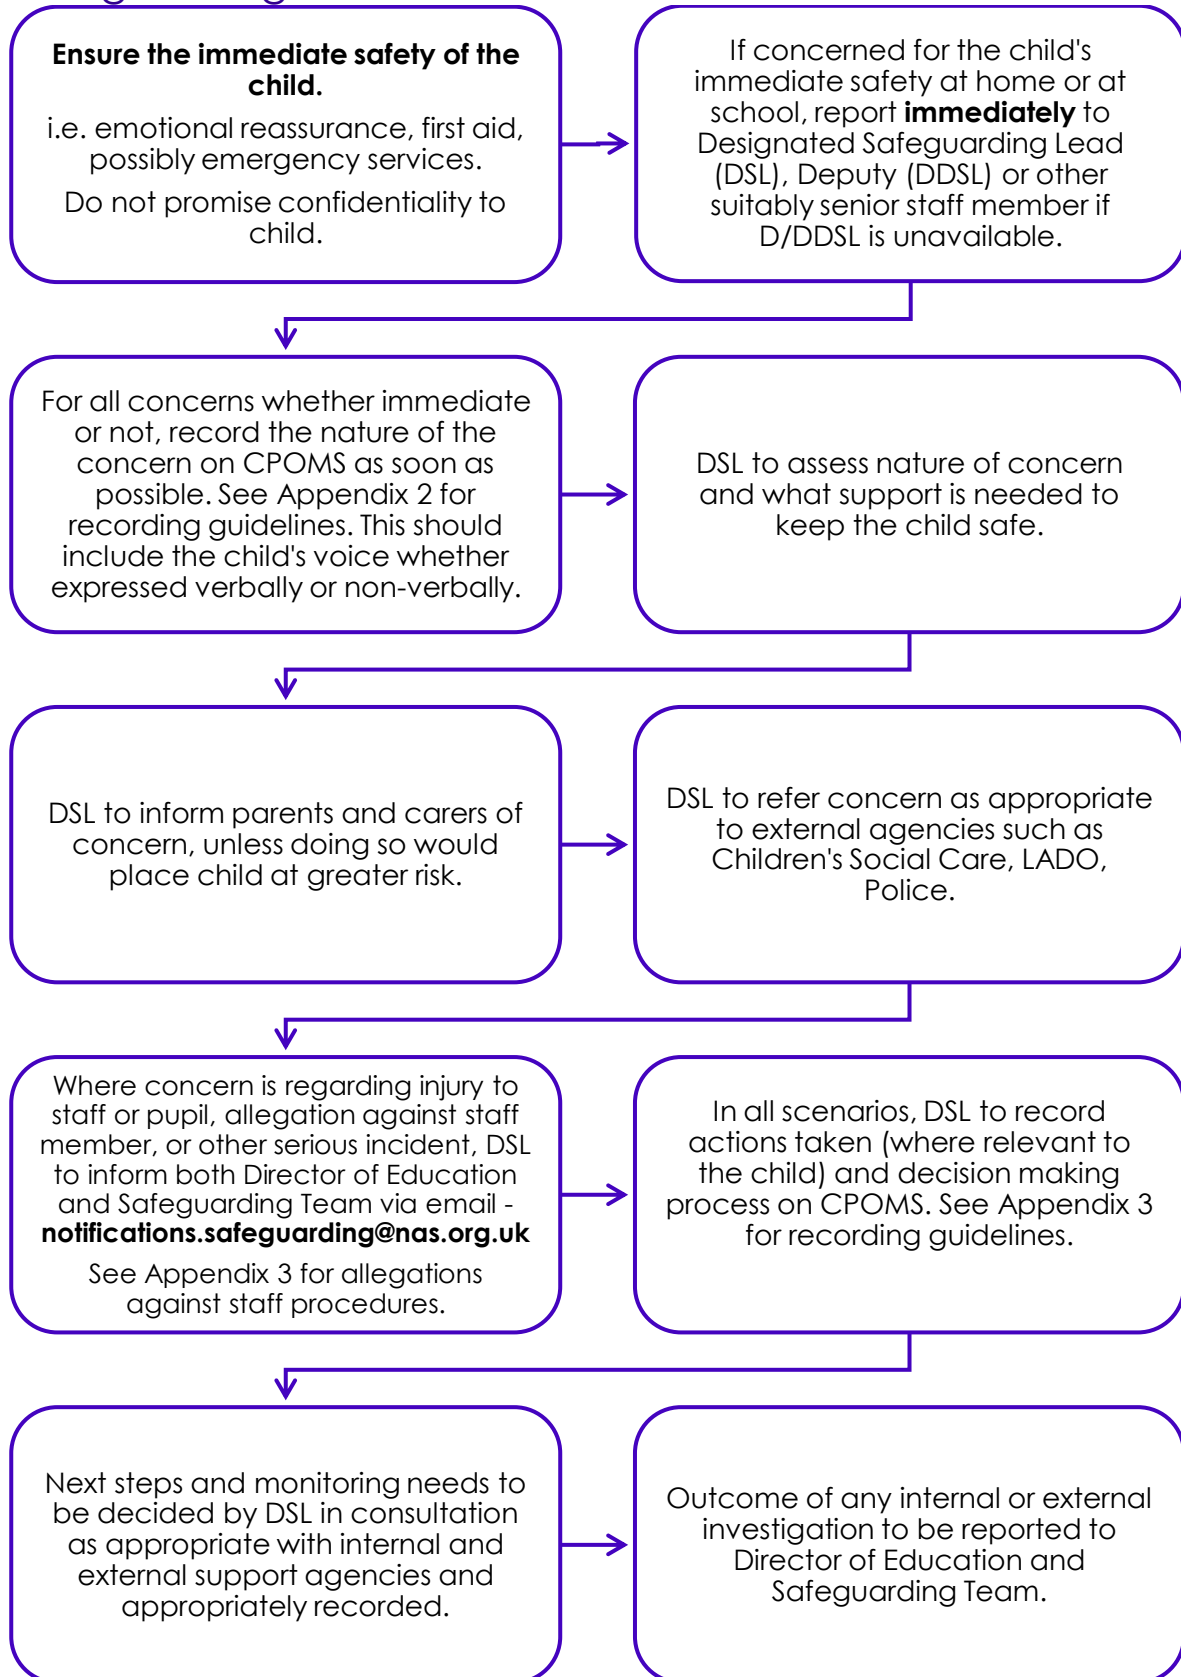 Ensure the immediate safety of the
child.
i.e. emotional reassurance, first aid,
possibly emergency services.
Do not promise confidentiality to
child.
If concerned for the child's
immediate safety at home or at
school, report immediately to
Designated Safeguarding Lead
(DSL), Deputy (DDSL) or other
suitably senior staff member if
D/DDSL is unavailable.
For all concerns whether immediate
or not, record the nature of the
concern on CPOMS as soon as
possible. See Appendix 2 for
recording guidelines. This should
include the child's voice whether
expressed verbally or non-verbally.
DSL to assess nature of concern
and what support is needed to
keep the child safe.
DSL to inform parents and carers of
concern, unless doing so would
place child at greater risk.
DSL to refer concern as appropriate
to external agencies such as
Children's Social Care, LADO,
Police.
Where concern is regarding injury to
staff or pupil, allegation against staff
member, or other serious incident, DSL
to inform both Director of Education
and Safeguarding Team via email -
notifications.safeguarding@nas.org.uk
See Appendix 3 for allegations
against staff procedures.
In all scenarios, DSL to record
actions taken (where relevant to
the child) and decision making
process on CPOMS. See Appendix 3
for recording guidelines.
Next steps and monitoring needs to
be decided by DSL in consultation
as appropriate with internal and
external support agencies and
appropriately recorded.
Outcome of any internal or external
investigation to be reported to
Director of Education and
Safeguarding Team.